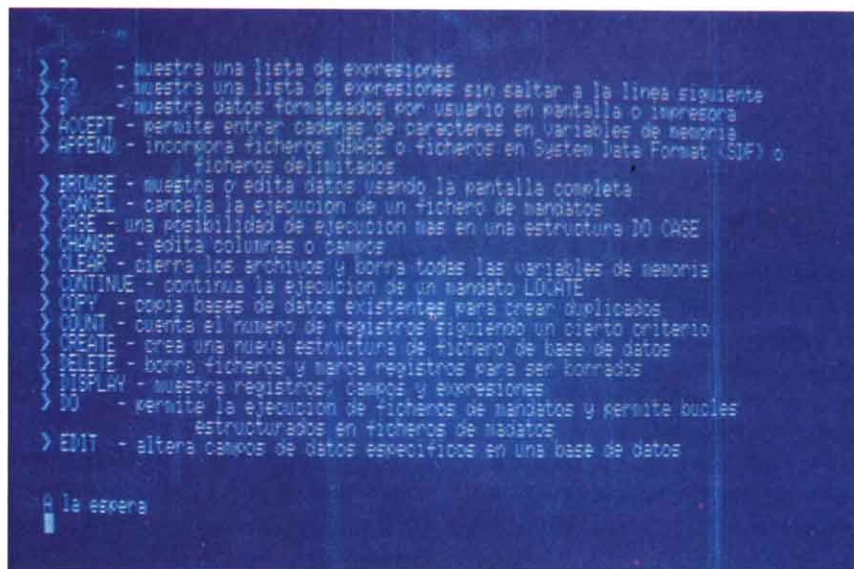 > ? - muestra una lista de expresiones
> ?? - muestra una lista de expresiones sin saltar a la linea siguiente
> @ - muestra datos formateados por usuario en pantalla o impresora
> ACCEPT - permite entrar cadenas de caracteres en variables de memoria
> APPEND - incorpora ficheros dBASE o ficheros en System Data Format (SDF) o
ficheros delimitados
> BROWSE - muestra o edita datos usando la pantalla completa
> CANCEL - cancela la ejecucion de un fichero de mandatos
> CASE - una posibilidad de ejecucion mas en una estructura DO CASE
> CHANGE - edita columnas o campos
> CLEAR - cierra los archivos y borra todas las variables de memoria
> CONTINUE - continua la ejecucion de un mandato LOCATE
> COPY - copia bases de datos existentes para crear duplicados
> COUNT - cuenta el numero de registros siguiendo un cierto criterio
> CREATE - crea una nueva estructura de fichero de base de datos
> DELETE - borra ficheros y marca registros para ser borrados
> DISPLAY - muestra registros, campos y expresiones
> DO - permite la ejecucion de ficheros de mandatos y permite bucles
estructurados en ficheros de madatos
> EDIT - altera campos de datos especificos en una base de datos
A la espera